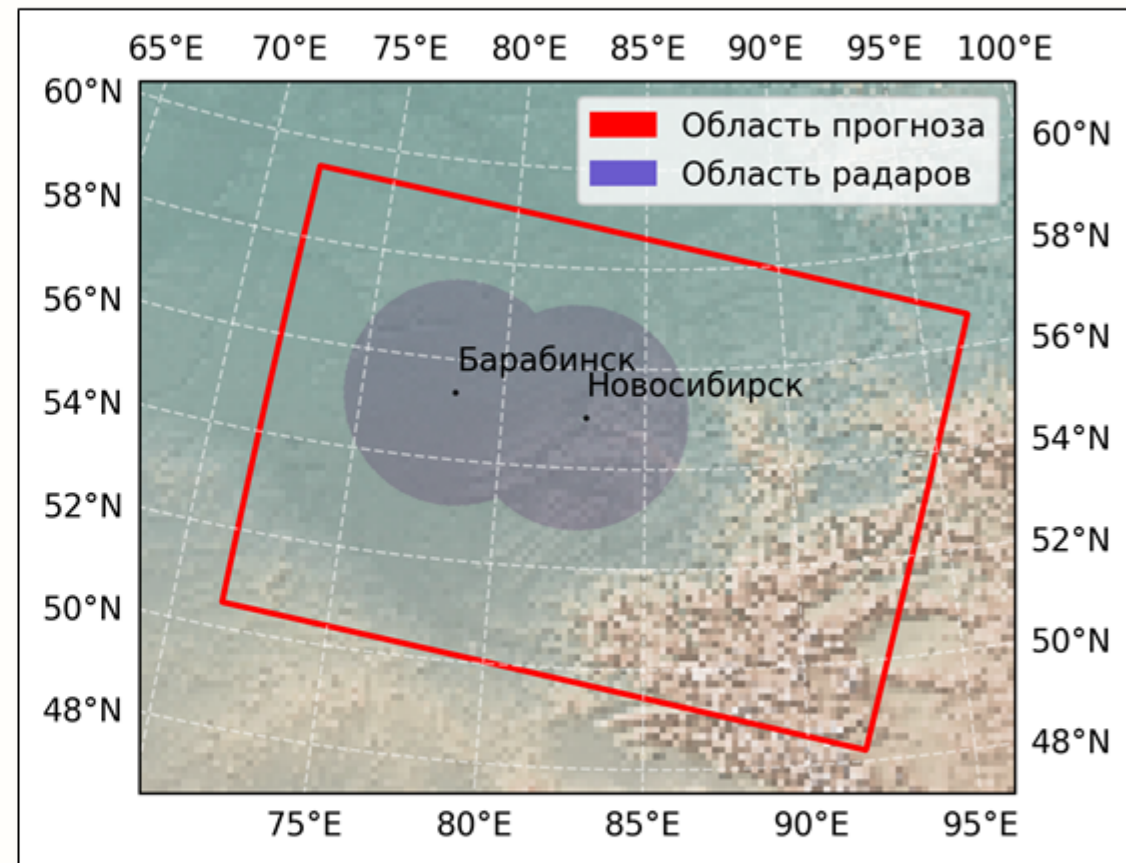 65°E 70°E 75°E 80°E 85°E 90°E 95°E 100°E
60°N
58°N
56°N
54°N
52°N
50°N
48°N
Область прогноза
Область радаров
Барабинск
Новосибирск
60°N
58°N
56°N
54°N
52°N
50°N
48°N
75°E 80°E 85°E 90°E 95°E